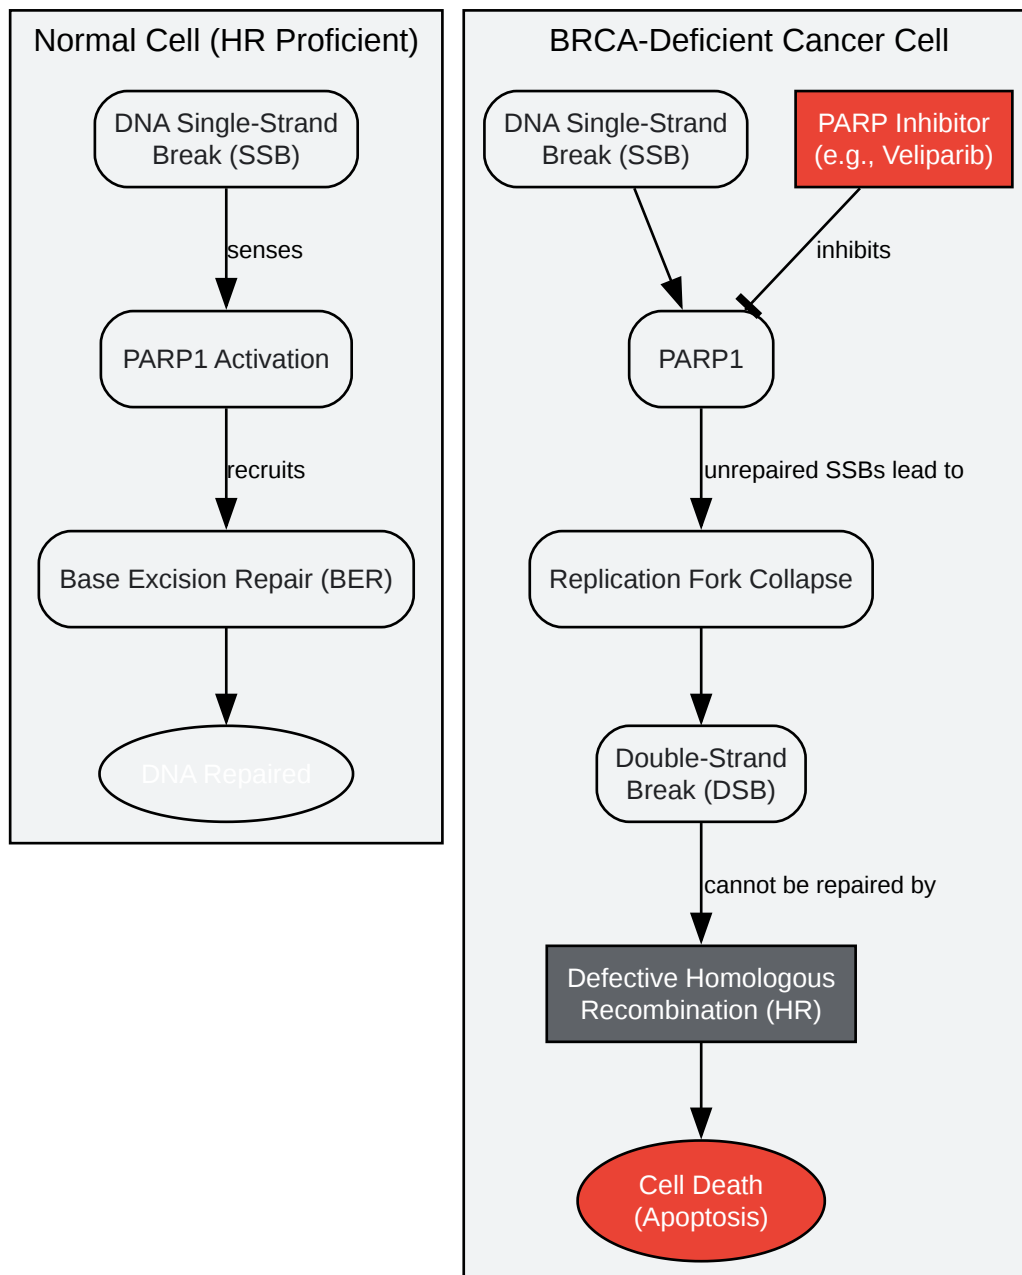 Normal Cell (HR Proficient)
DNA Single-Strand
Break (SSB)
senses
PARP1 Activation
recruits
Base Excision Repair (BER)
DNA Repaired
BRCA-Deficient Cancer Cell
DNA Single-Strand
Break (SSB)
PARP Inhibitor
(e.g., Veliparib)
inhibits
PARP1
unrepaired SSBs lead to
Replication Fork Collapse
Double-Strand
Break (DSB)
cannot be repaired by
Defective Homologous
Recombination (HR)
Cell Death
(Apoptosis)